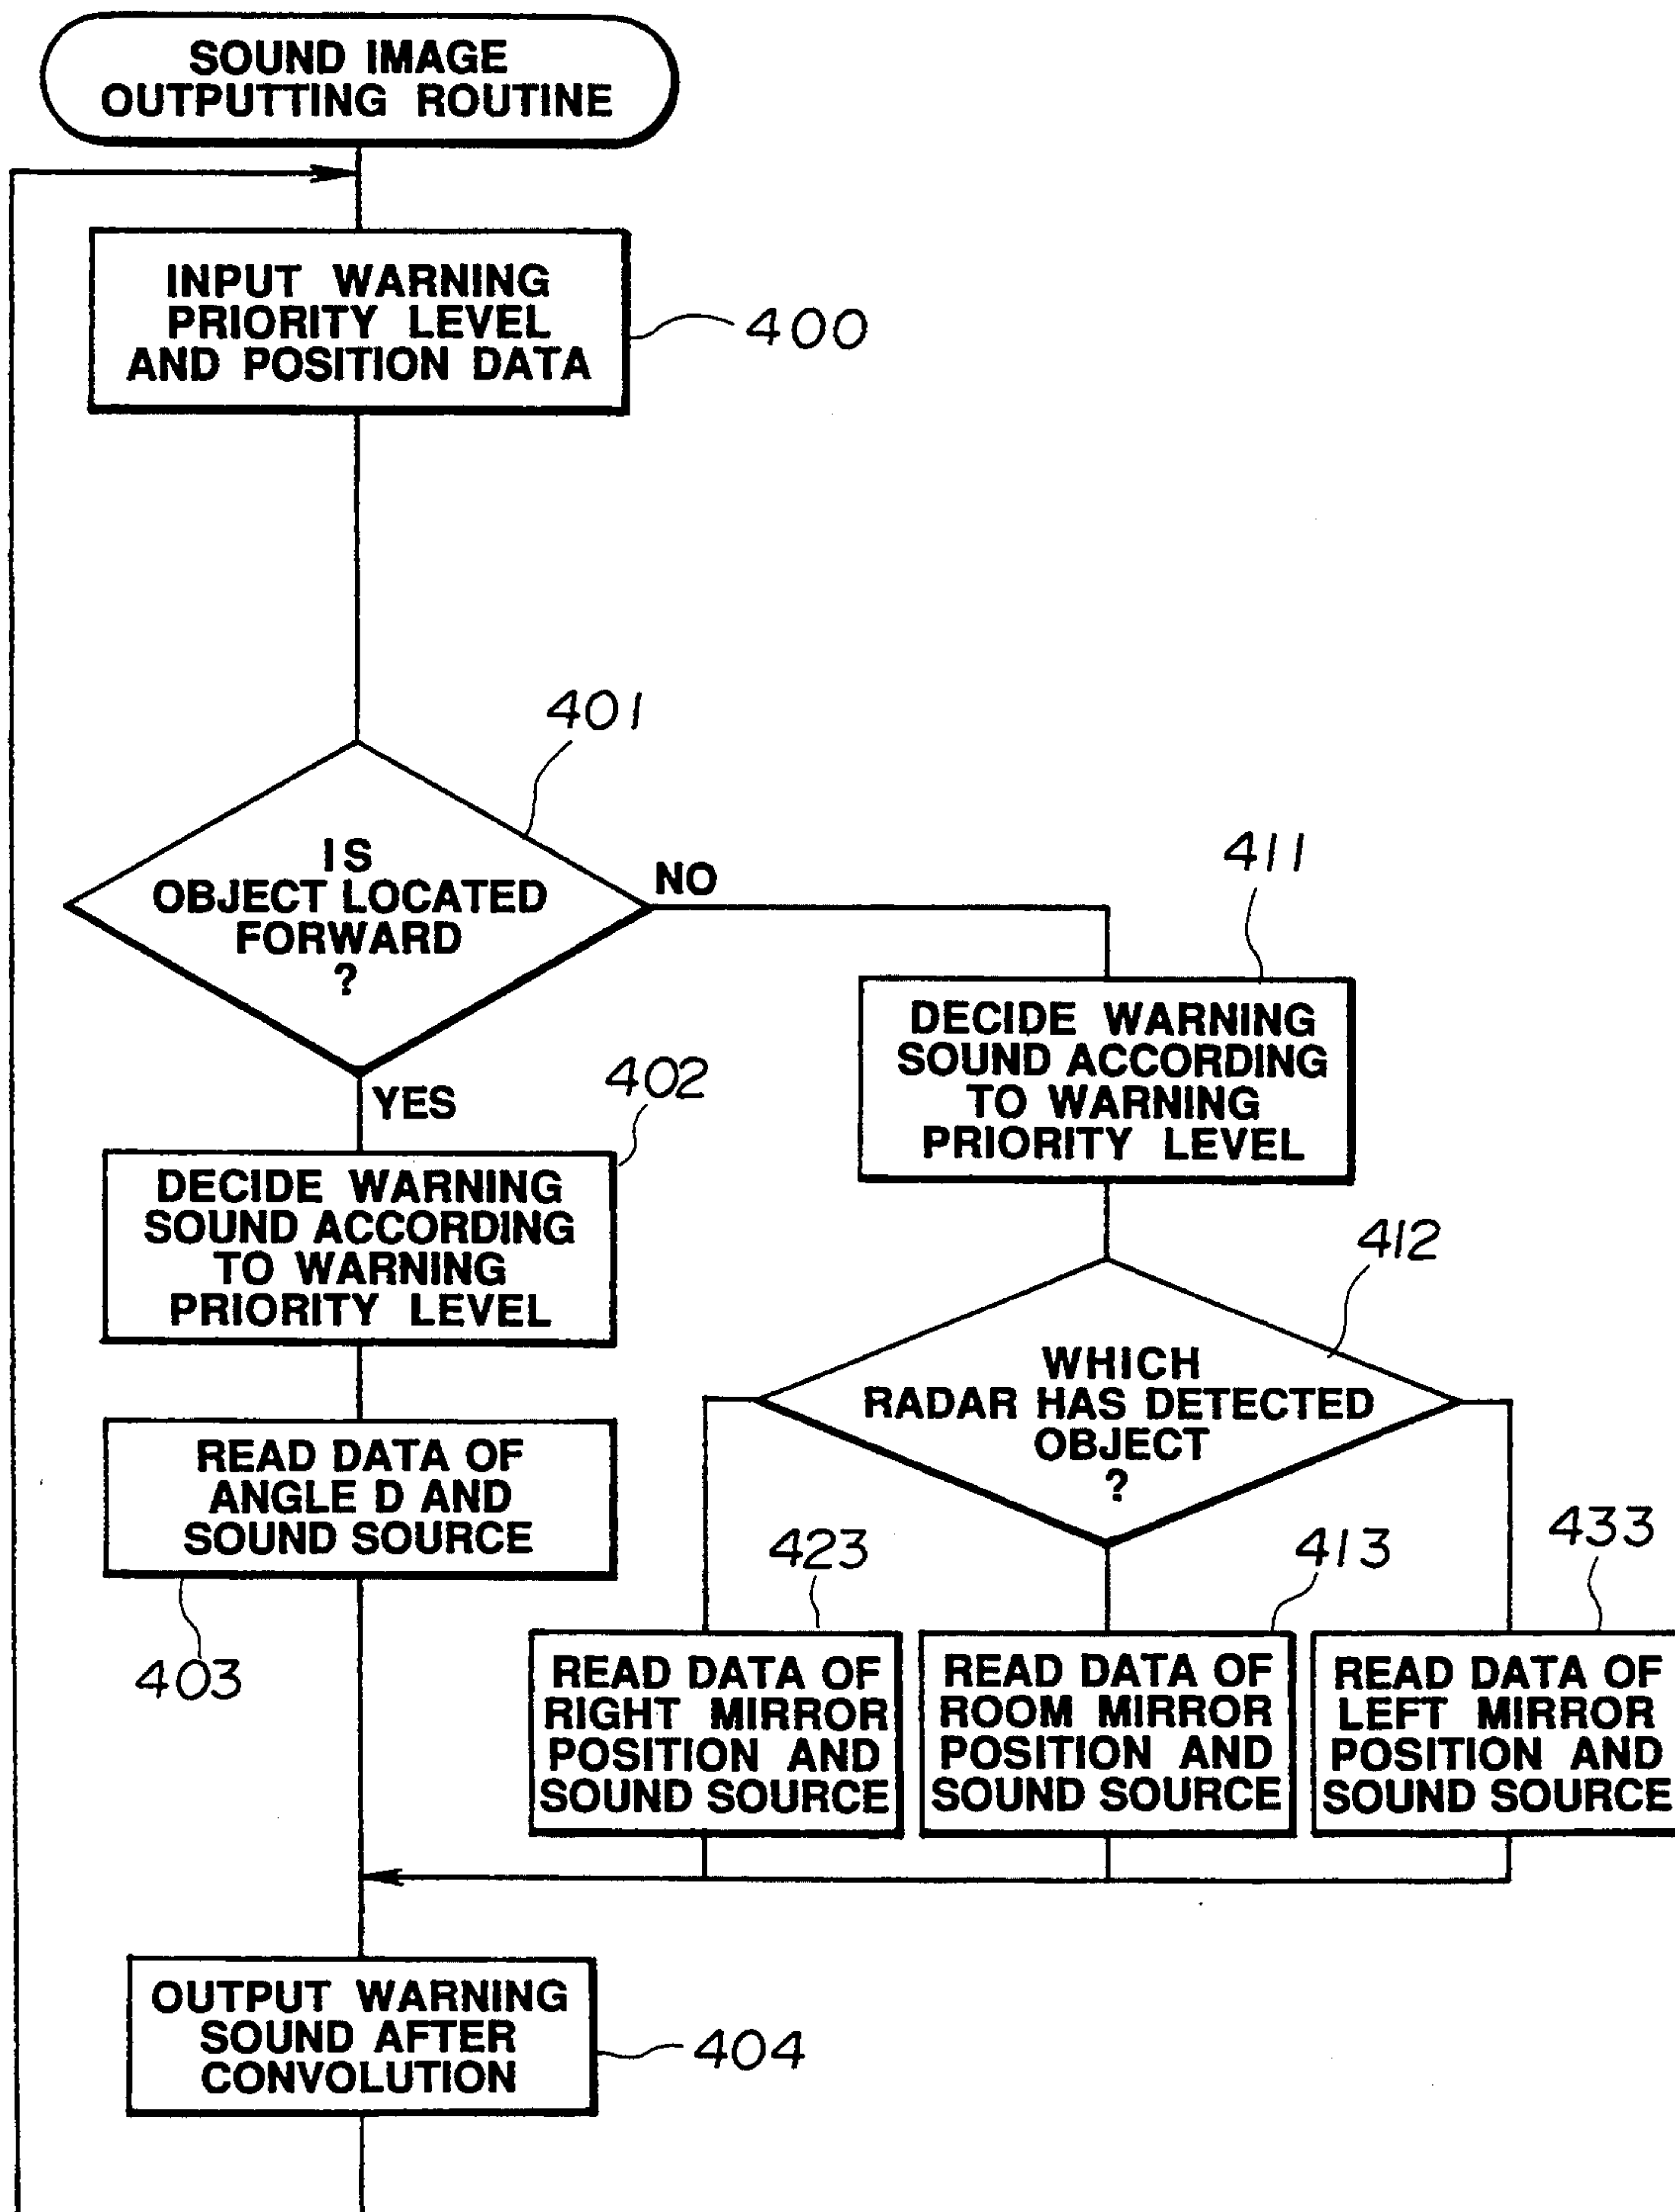 SOUND IMAGE
OUTPUTTING ROUTINE
INPUT WARNING
PRIORITY LEVEL
AND POSITION DATA
400
401
IS
OBJECT LOCATED
FORWARD
?
NO
YES
411
DECIDE WARNING
SOUND ACCORDING
TO WARNING
PRIORITY LEVEL
402
DECIDE WARNING
SOUND ACCORDING
TO WARNING
PRIORITY LEVEL
412
WHICH
RADAR HAS DETECTED
OBJECT
?
READ DATA OF
ANGLE D AND
SOUND SOURCE
403
423
READ DATA OF
RIGHT MIRROR
POSITION AND
SOUND SOURCE
413
READ DATA OF
ROOM MIRROR
POSITION AND
SOUND SOURCE
433
READ DATA OF
LEFT MIRROR
POSITION AND
SOUND SOURCE
OUTPUT WARNING
SOUND AFTER
CONVOLUTION
404